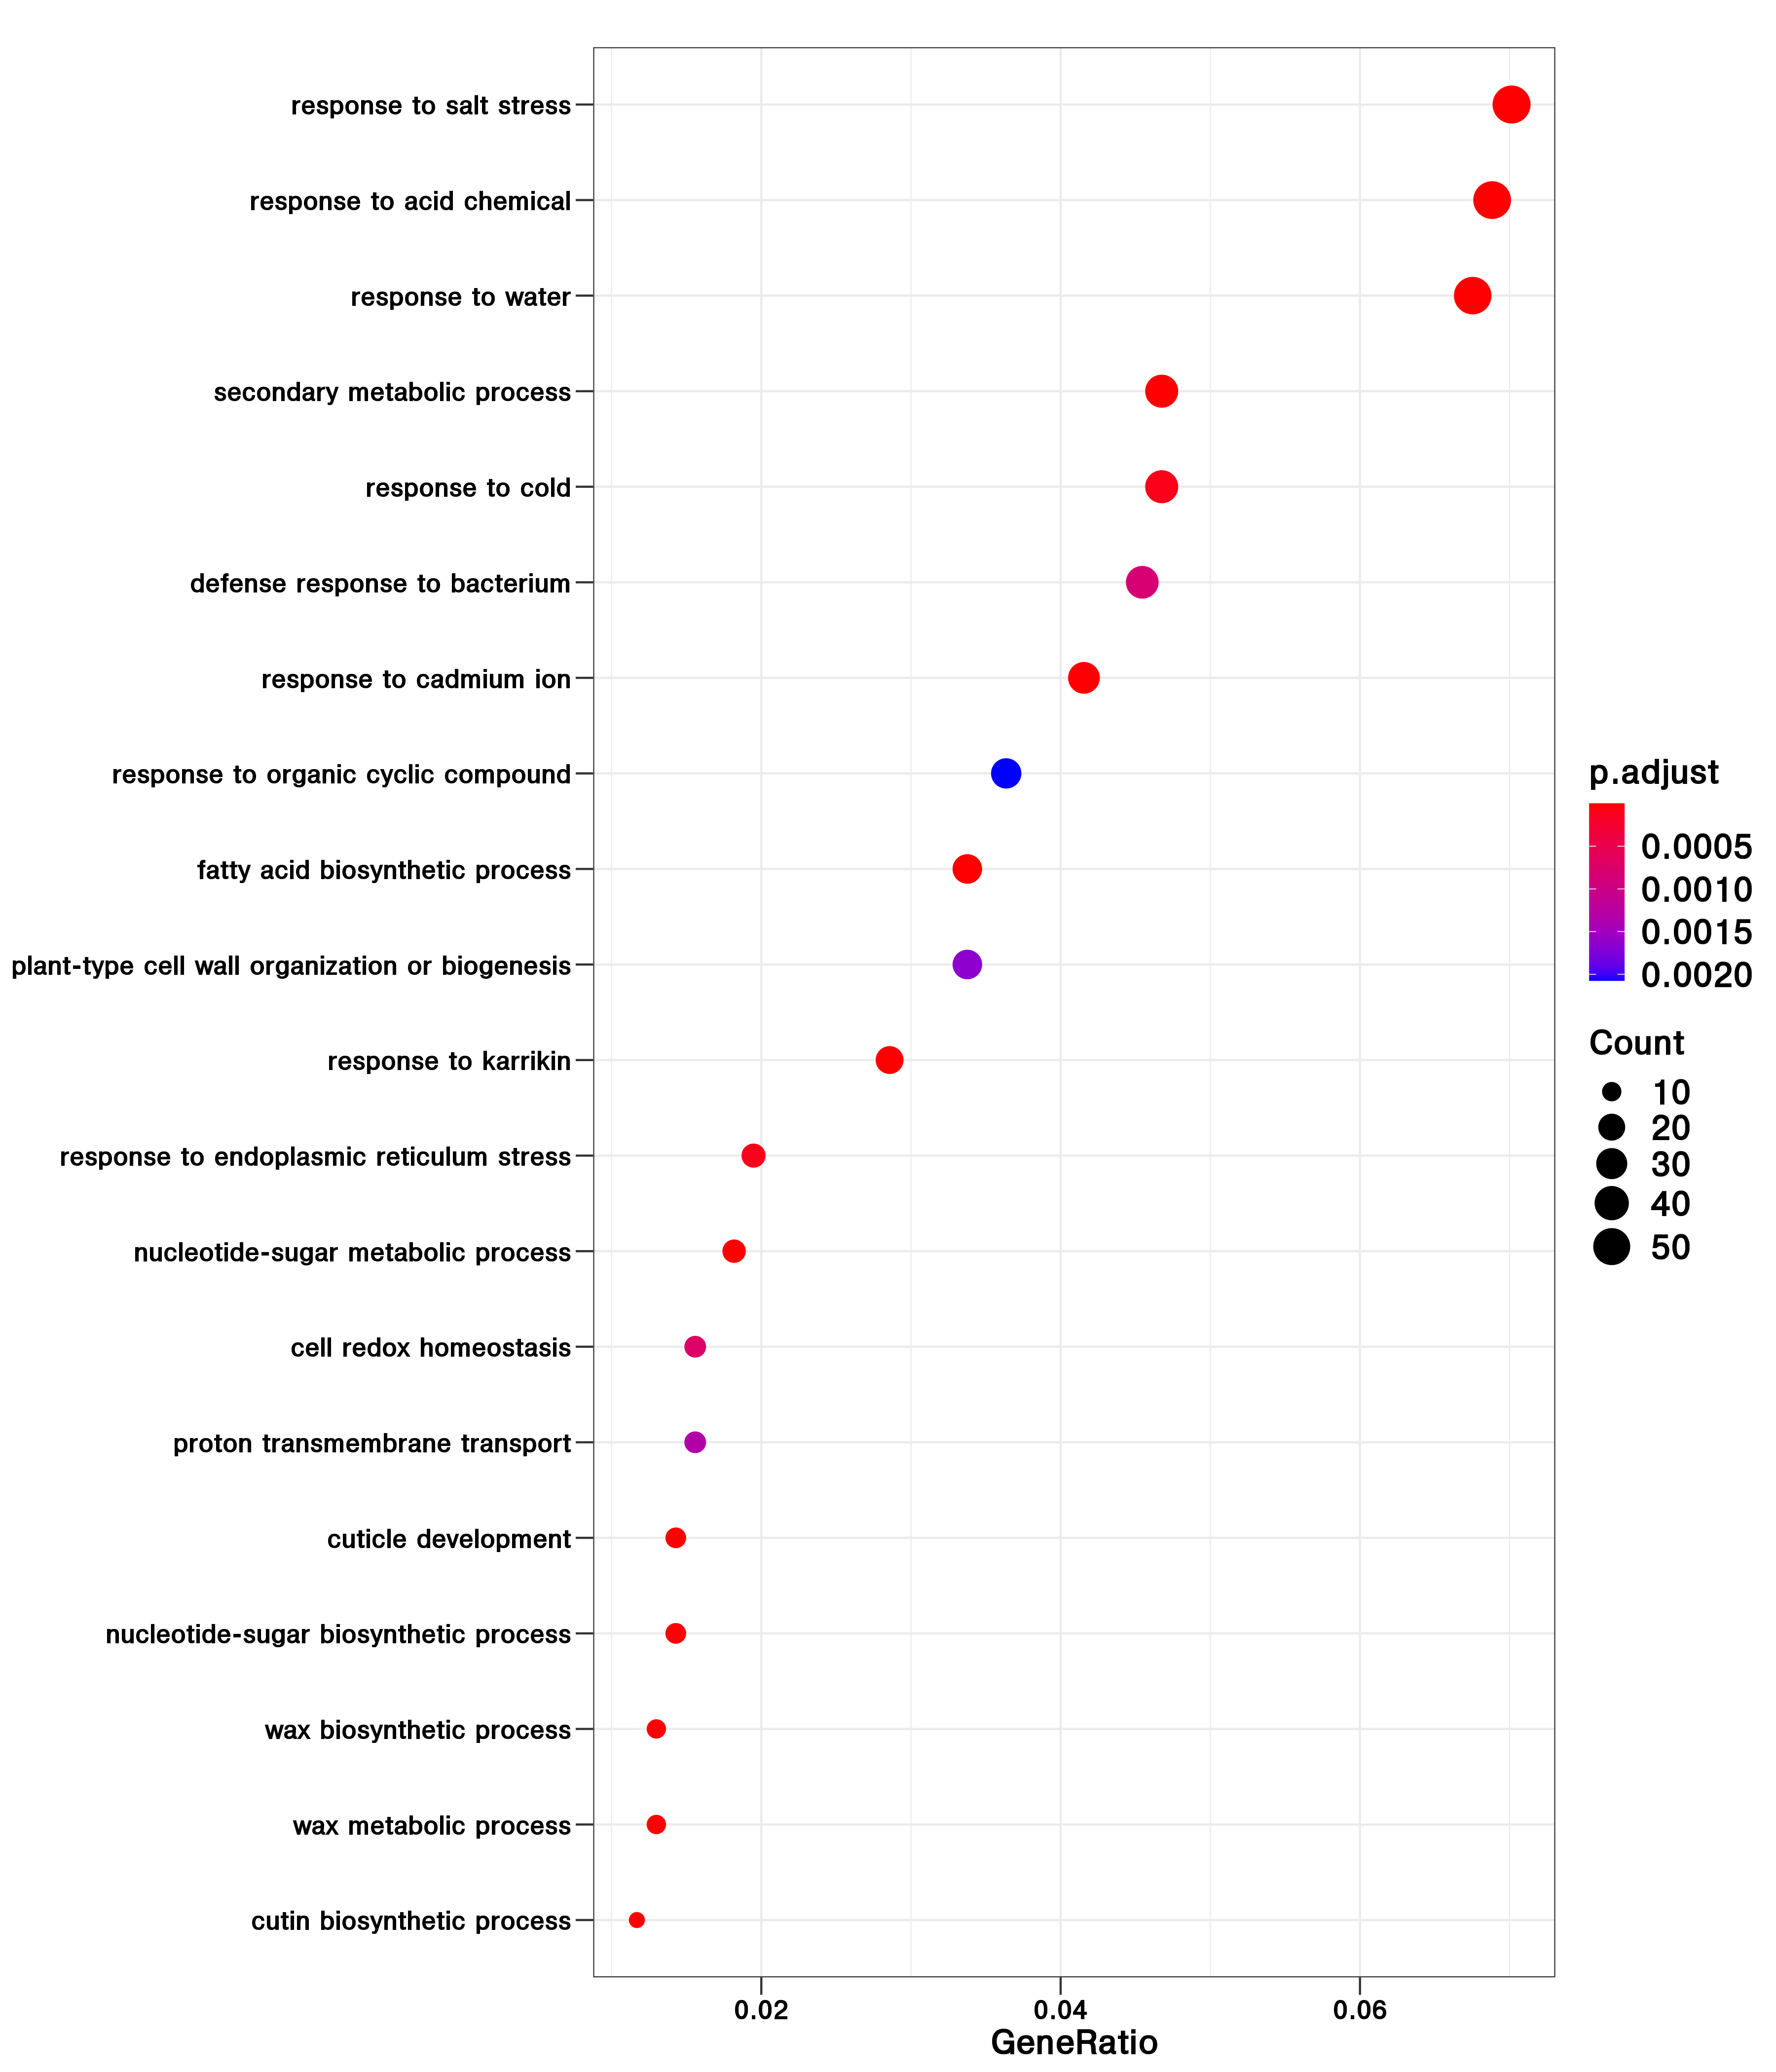 response to salt stress
response to acid chemical
response to water
secondary metabolic process
response to cold
defense response to bacterium
response to cadmium ion
response to organic cyclic compound
fatty acid biosynthetic process
plant-type cell wall organization or biogenesis
response to karrikin
response to endoplasmic reticulum stress
nucleotide-sugar metabolic process
cell redox homeostasis
proton transmembrane transport
cuticle development
nucleotide-sugar biosynthetic process
wax biosynthetic process
wax metabolic process
cutin biosynthetic process
0.02 0.04 0.06
GeneRatio
p.adjust
0.0005
0.0010
0.0015
0.0020
Count
10
20
30
40
50